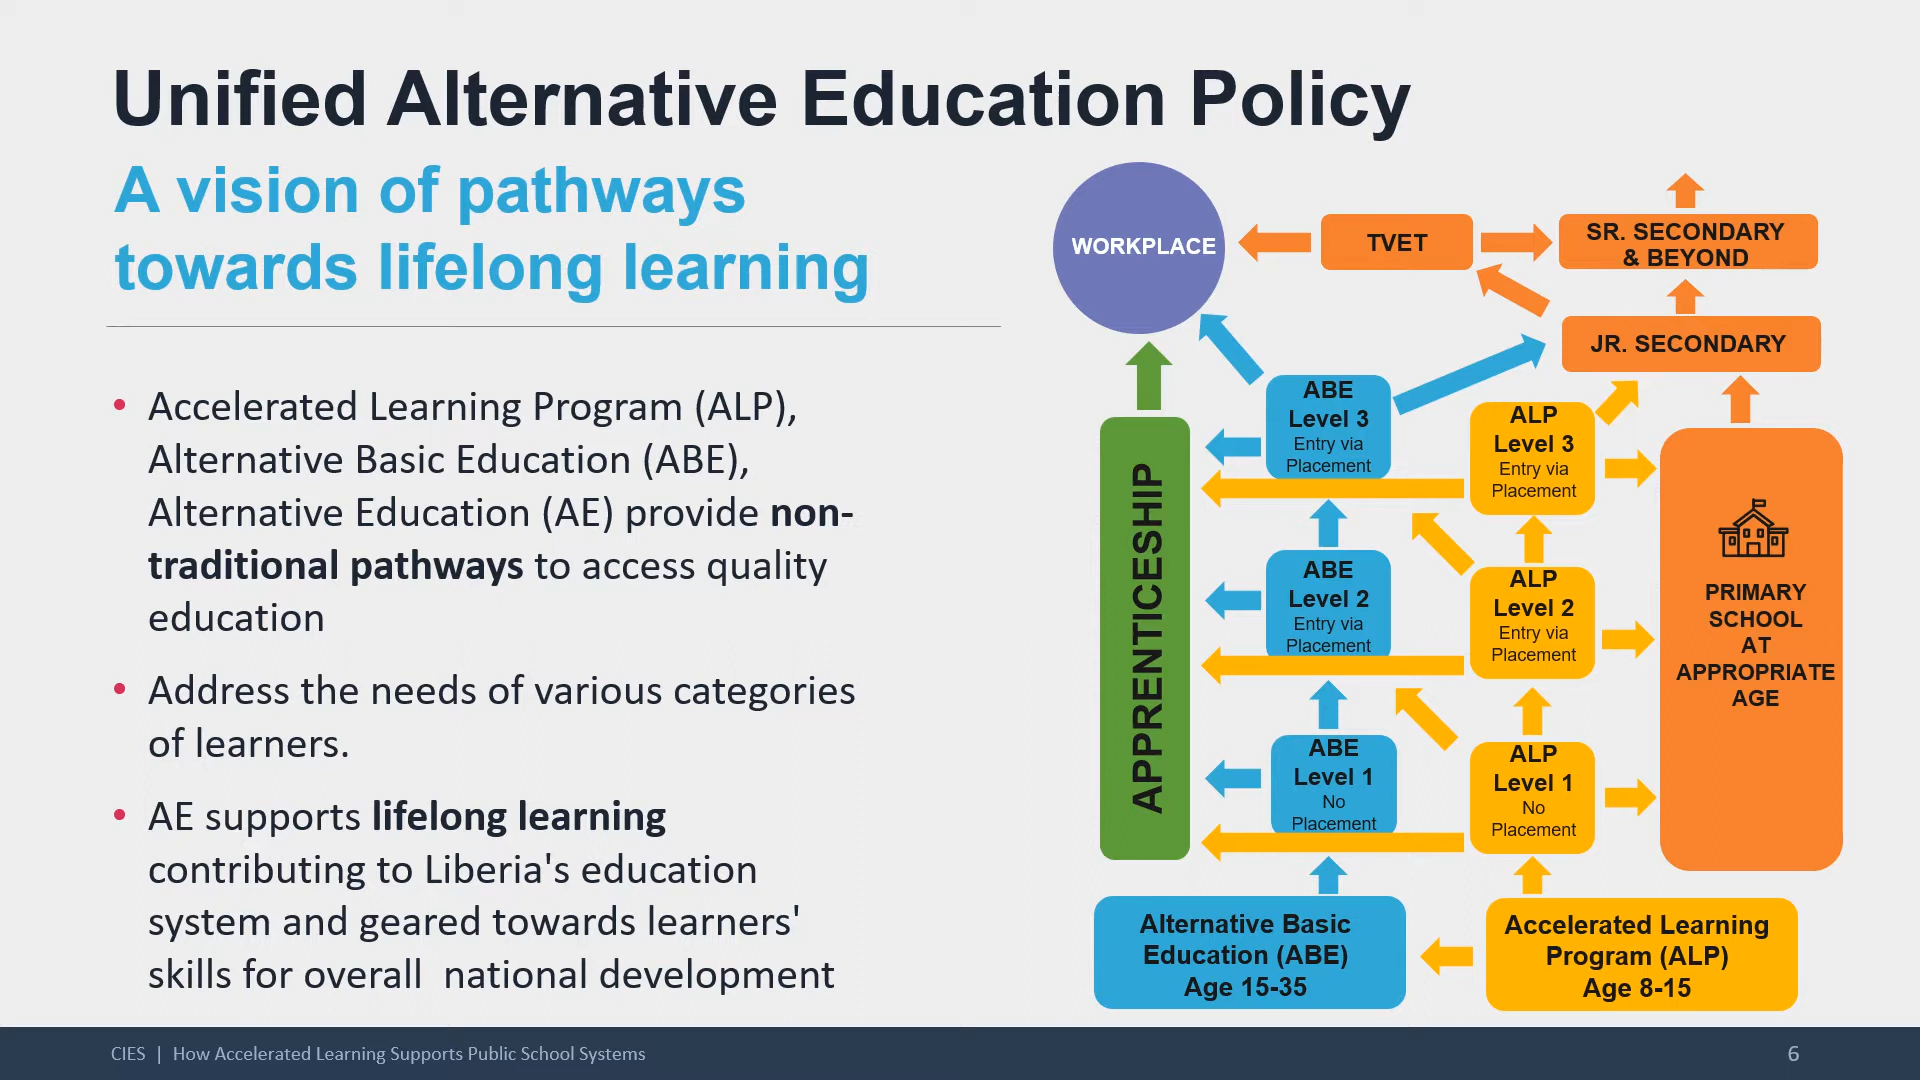 Unified Alternative Education Policy
A vision of pathways
towards lifelong learning
• Accelerated Learning Program (ALP),
Alternative Basic Education (ABE),
Alternative Education (AE) provide non-
traditional pathways to access quality
education
• Address the needs of various categories
of learners.
• AE supports lifelong learning
contributing to Liberia's education
system and geared towards learners'
skills for overall  national development
WORKPLACE
TVET
SR. SECONDARY
& BEYOND
JR. SECONDARY
APPRENTICESHIP
ABE
Level 3
Entry via
Placement
ALP
Level 3
Entry via
Placement
ABE
Level 2
Entry via
Placement
ALP
Level 2
Entry via
Placement
ABE
Level 1
No
Placement
ALP
Level 1
No
Placement
PRIMARY
SCHOOL
AT
APPROPRIATE
AGE
Alternative Basic
Education (ABE)
Age 15-35
Accelerated Learning
Program (ALP)
Age 8-15
CIES | How Accelerated Learning Supports Public School Systems
6